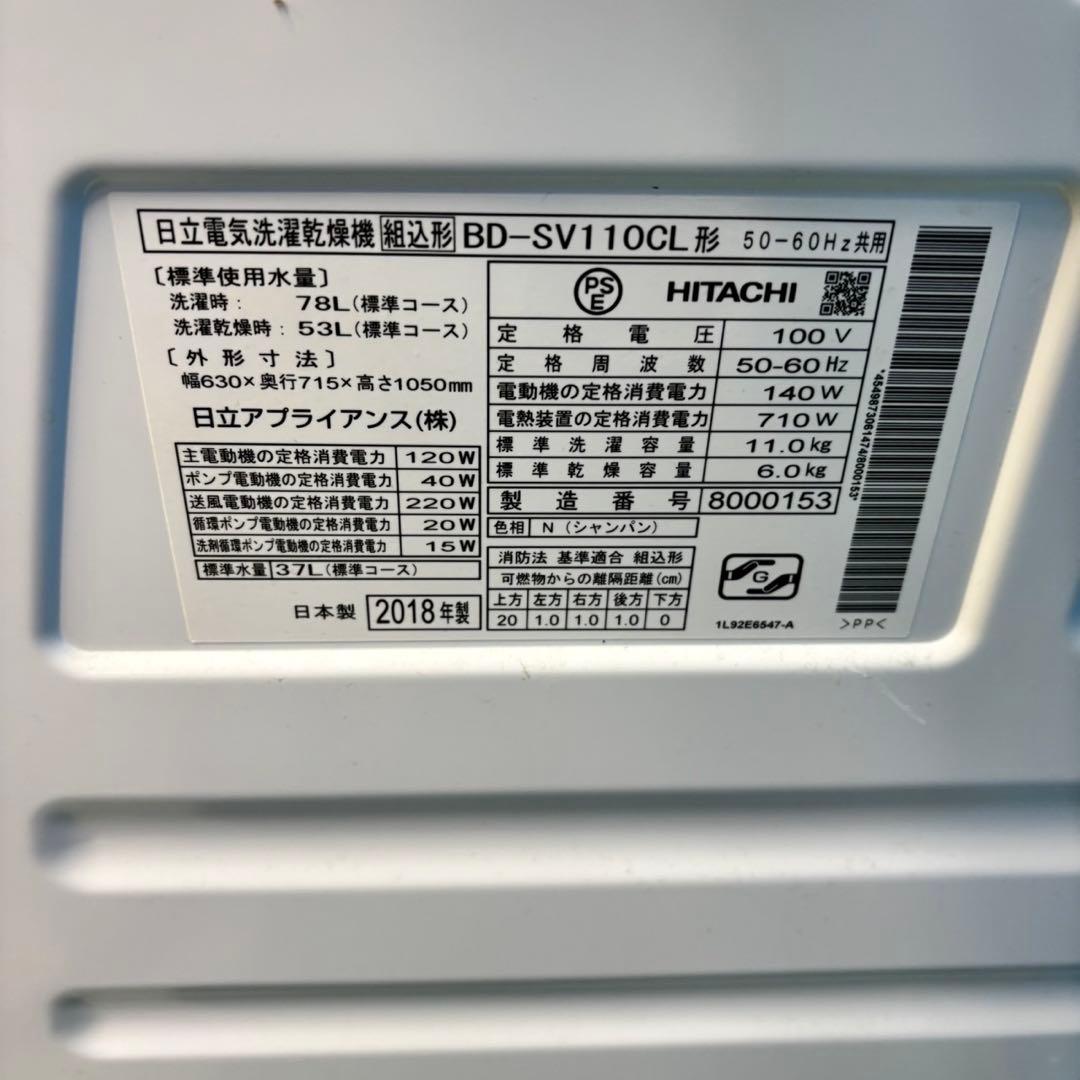 日立電気洗濯乾燥機 組込形 BD-SV110CL形 50-60Hz共用
〔標準使用水量〕
洗濯時： 78L(標準コース)
洗濯乾燥時：53L(標準コース)
〔外形寸法〕
幅630×奥行715×高さ1050mm
日立アプライアンス(株)
主電動機の定格消費電力 120W
ポンプ電動機の定格消費電力 40W
送風電動機の定格消費電力 220W
循環ポンプ電動機の定格消費電力 20W
洗剤循環ポンプ電動機の定格消費電力 15W
標準水量 37L(標準コース)
日本製 2018年製
PSE HITACHI
定格電圧 100V
定格周波数 50-60Hz
電動機の定格消費電力 140W
電熱装置の定格消費電力 710W
標準洗濯容量 11.0kg
標準乾燥容量 6.0kg
製造番号 8000153
色相 N（シャンパン）
消防法 基準適合 組込形
可燃物からの離隔距離(cm)
上方 左方 右方 後方 下方
20 1.0 1.0 1.0 0
G
1L92E6547-A
>PP<
*4549873061474/8000153*